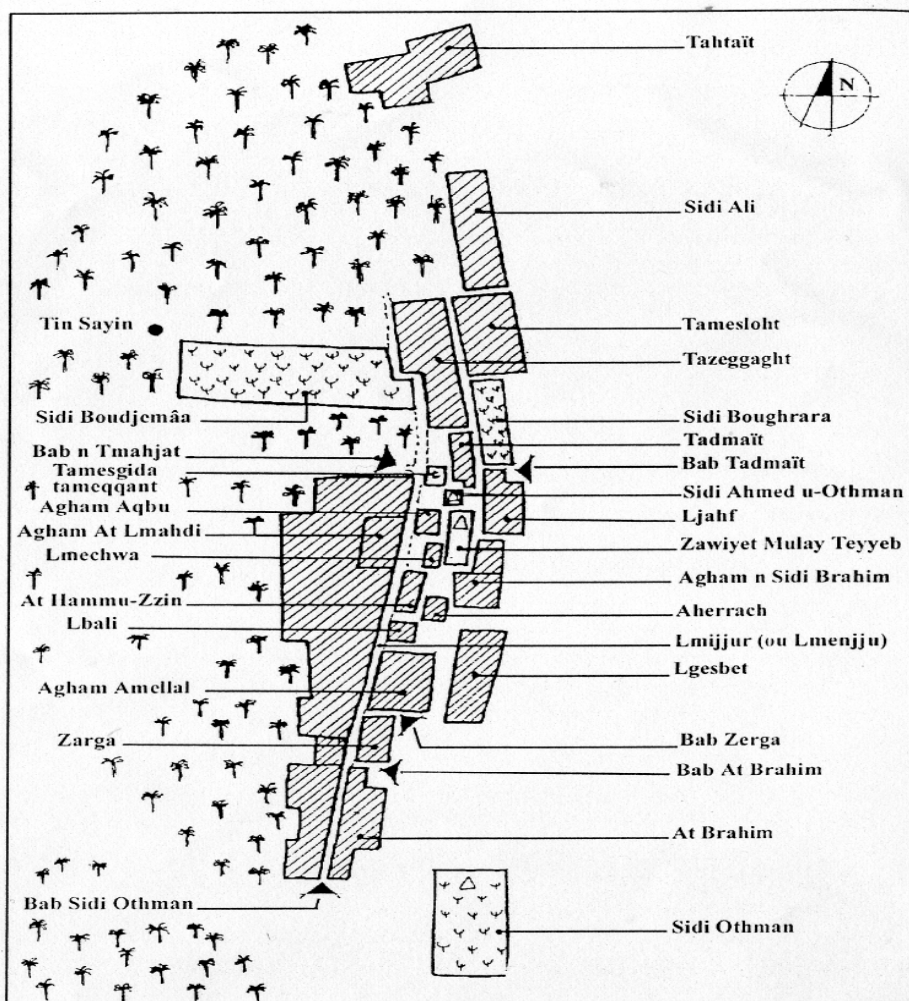 Tahtaït
N
Sidi Ali
Tin Sayin
Tamesloht
Tazeggaght
Sidi Boudjemâa
Sidi Boughrara
Bab n Tmahjat
Tadmaït
Tamesgida
tameqqant
Bab Tadmaït
Sidi Ahmed u-Othman
Agham Aqbu
Ljahf
Agham At Lmahdi
Zawiyet Mulay Teyyeb
Lmechwa
Agham n Sidi Brahim
At Hammu-Zzin
Aherrach
Lbali
Lmijjur (ou Lmenjju)
Lgesbet
Agham Amellal
Zarga
Bab Zerga
Bab At Brahim
At Brahim
Bab Sidi Othman
Sidi Othman